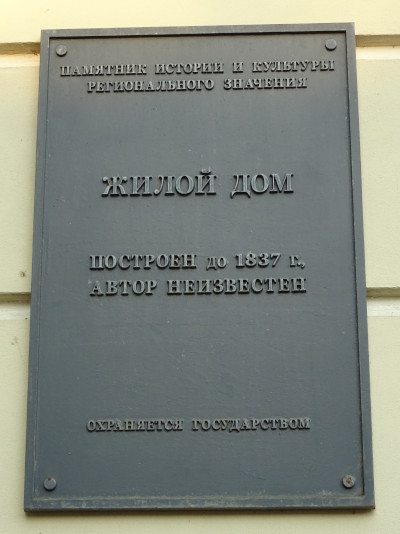 ПАМЯТНИК ИСТОРИИ И КУЛЬТУРЫ
РЕГИОНАЛЬНОГО ЗНАЧЕНИЯ
ЖИЛОЙ ДОМ
ПОСТРОЕН ДО 1837 Г.,
АВТОР НЕИЗВЕСТЕН
ОХРАНЯЕТСЯ ГОСУДАРСТВОМ